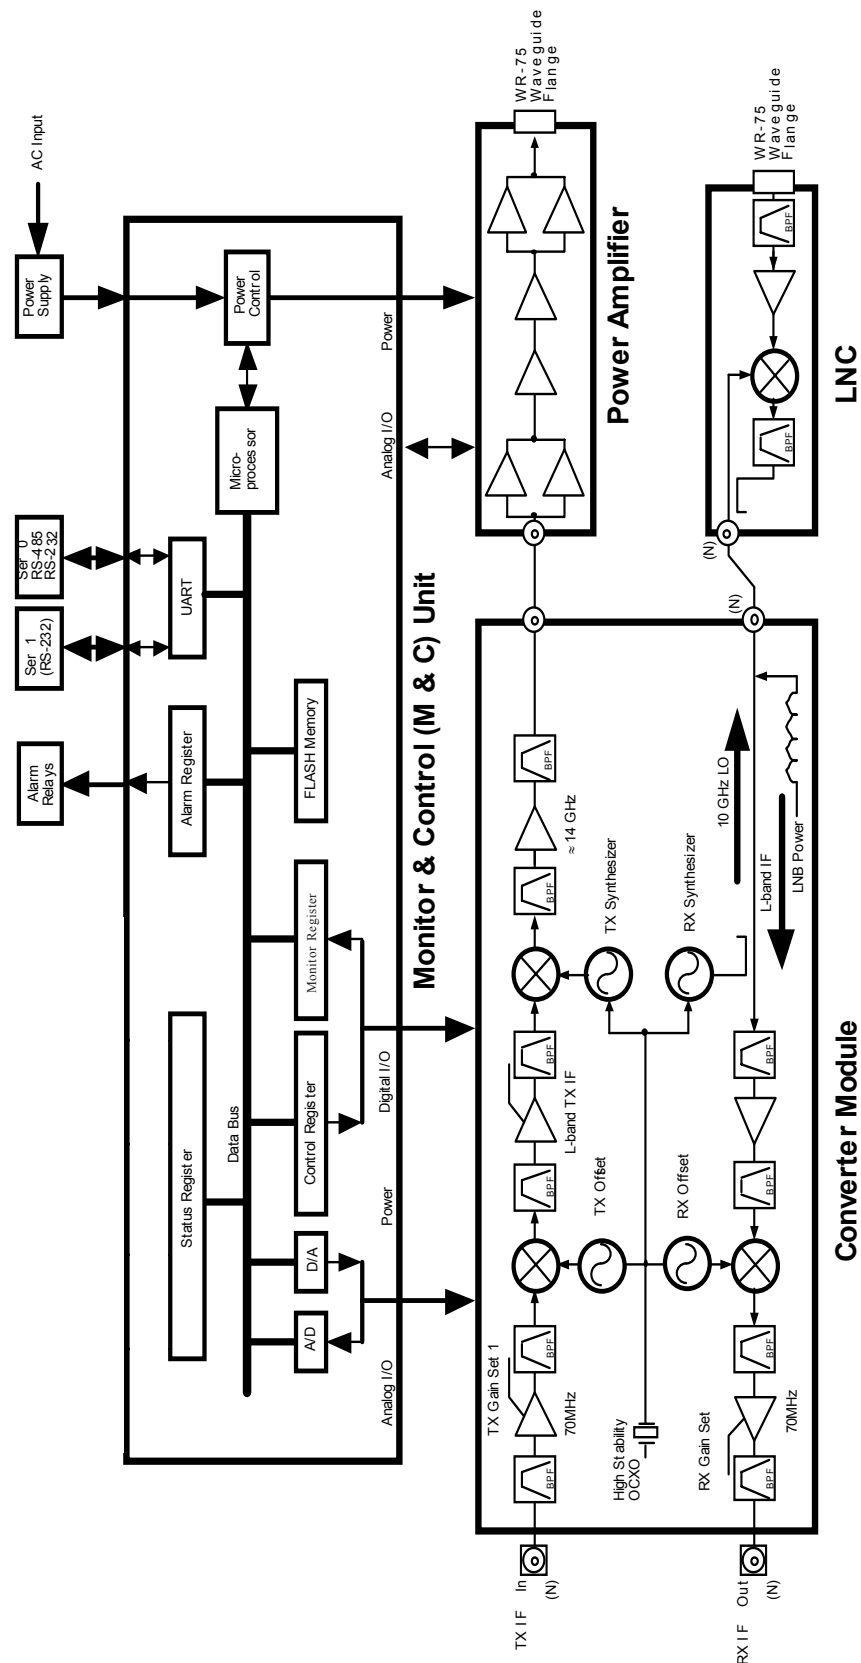 AC Input
Power
Supply
Ser 0
RS-485
RS-232
Ser 1
(RS-232)
Alarm
Relays
Power
Control
Micro-
processor
UART
Alarm Register
FLASH Memory
Status Register
Data Bus
Monitor Register
Control Register
D/A
A/D
Power
Analog I/O
Digital I/O
Power
Analog I/O
Monitor & Control (M & C) Unit
WR-75
Waveguide
Flange
Power Amplifier
WR-75
Waveguide
Flange
BPF
BPF
LNC
(N)
(N)
TX IF In
(N)
BPF
TX Gain Set 1
70MHz
BPF
BPF
L-band TX IF
BPF
BPF
≈ 14 GHz
BPF
TX Offset
TX Synthesizer
High Stability
OCXO
RX Offset
RX Synthesizer
10 GHz LO
L-band IF
LNB Power
RX IF Out
(N)
BPF
RX Gain Set
70MHz
BPF
BPF
BPF
Converter Module